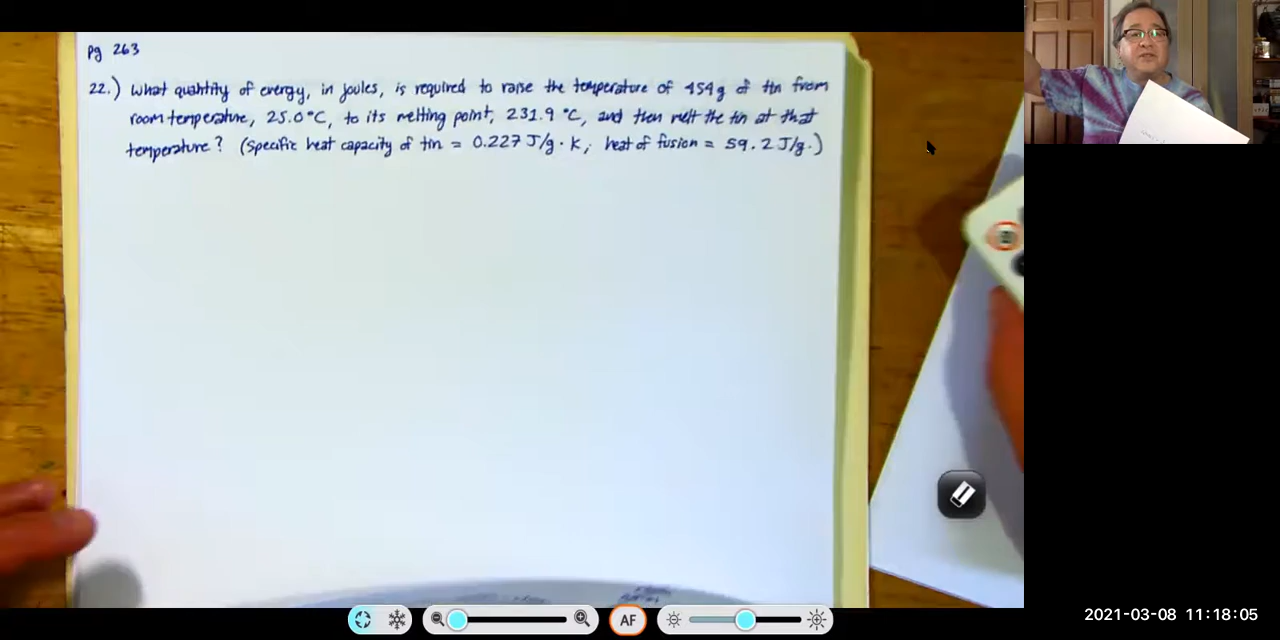 Pg 263
22.) What quantity of energy, in joules, is required to raise the temperature of 454g of tin from
room temperature, 25.0°C, to its melting point, 231.9 °C, and then melt the tin at that
temperature? (Specific heat capacity of tin = 0.227 J/g · K, heat of fusion = 59.2 J/g.)
AF
2021-03-08 11:18:05